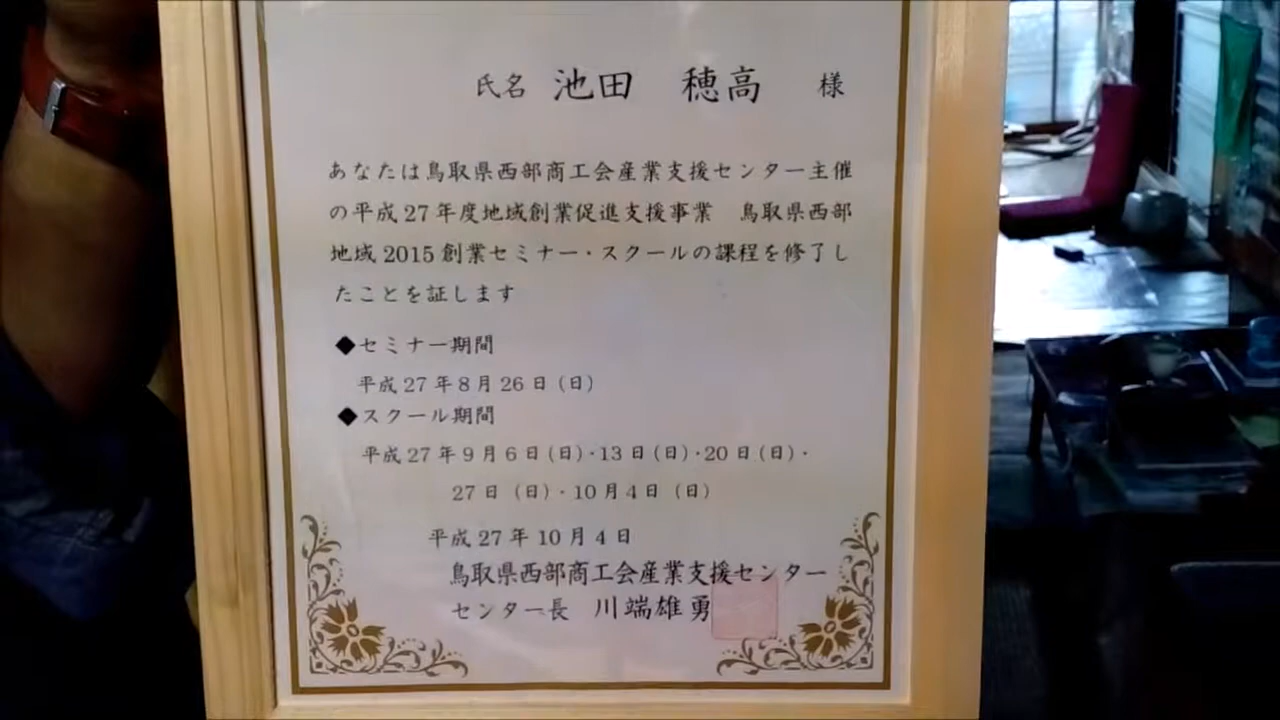 氏名 池田 穂高 様
あなたは鳥取県西部商工会産業支援センター主催
の平成27年度地域創業促進支援事業 鳥取県西部
地域2015創業セミナー・スクールの課程を修了し
たことを証します
◆セミナー期間
平成27年8月26日(日)
◆スクール期間
平成27年9月6日(日)・13日(日)・20日(日)・
27日(日)・10月4日(日)
平成27年10月4日
鳥取県西部商工会産業支援センター
センター長 川端雄勇